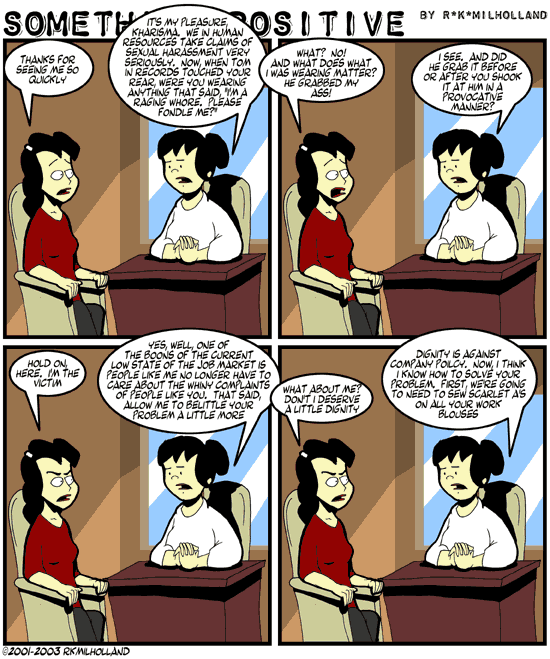 SOMETH POSITIVE BY R*K*MILHOLLAND
THANKS FOR
SEEING ME SO
QUICKLY
IT'S MY PLEASURE,
KHARISMA. WE IN HUMAN
RESOURCES TAKE CLAIMS OF
SEXUAL HARASSMENT VERY
SERIOUSLY. NOW, WHEN TOM
IN RECORDS TOUCHED YOUR
REAR, WERE YOU WEARING
ANYTHING THAT SAID, "I'M A
RAGING WHORE. PLEASE
FONDLE ME?"
WHAT? NO!
AND WHAT DOES WHAT
I WAS WEARING MATTER?
HE GRABBED MY
ASS!
I SEE. AND DID
HE GRAB IT BEFORE
OR AFTER YOU SHOOK
IT AT HIM IN A
PROVOCATIVE
MANNER?
HOLD ON,
HERE. I'M THE
VICTIM
YES, WELL, ONE OF
THE BOONS OF THE CURRENT
LOW STATE OF THE JOB MARKET IS
PEOPLE LIKE ME NO LONGER HAVE TO
CARE ABOUT THE WHINY COMPLAINTS
OF PEOPLE LIKE YOU. THAT SAID,
ALLOW ME TO BELITTLE YOUR
PROBLEM A LITTLE MORE
WHAT ABOUT ME?
DON'T I DESERVE
A LITTLE DIGNITY
DIGNITY IS AGAINST
COMPANY POLICY. NOW, I THINK
I KNOW HOW TO SOLVE YOUR
PROBLEM. FIRST, WE'RE GOING
TO NEED TO SEW SCARLET A'S
ON ALL YOUR WORK
BLOUSES
©2001-2003 RKMILHOLLAND